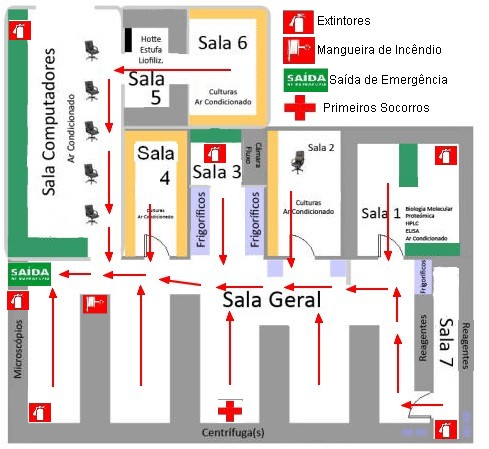 Extintores
Mangueira de Incêndio
SAÍDA
Saída de Emergência
Primeiros Socorros
Hotte
Estufa
Liofiliz.
Sala 6
Sala
5
Culturas
Ar Condicionado
Sala Computadores
Ar Condicionado
Sala
4
Culturas
Ar Condicionado
Sala 3
Câmara
Fluxo
Frigoríficos
Frigoríficos
Sala 2
Culturas
Ar Condicionado
Sala 1
Biologia Molecular
Proteómica
HPLC
ELISA
Ar Condicionado
SAÍDA
Sala Geral
Frigoríficos
Microscópios
Reagentes
Sala 7
Reagentes
Centrífuga(s)